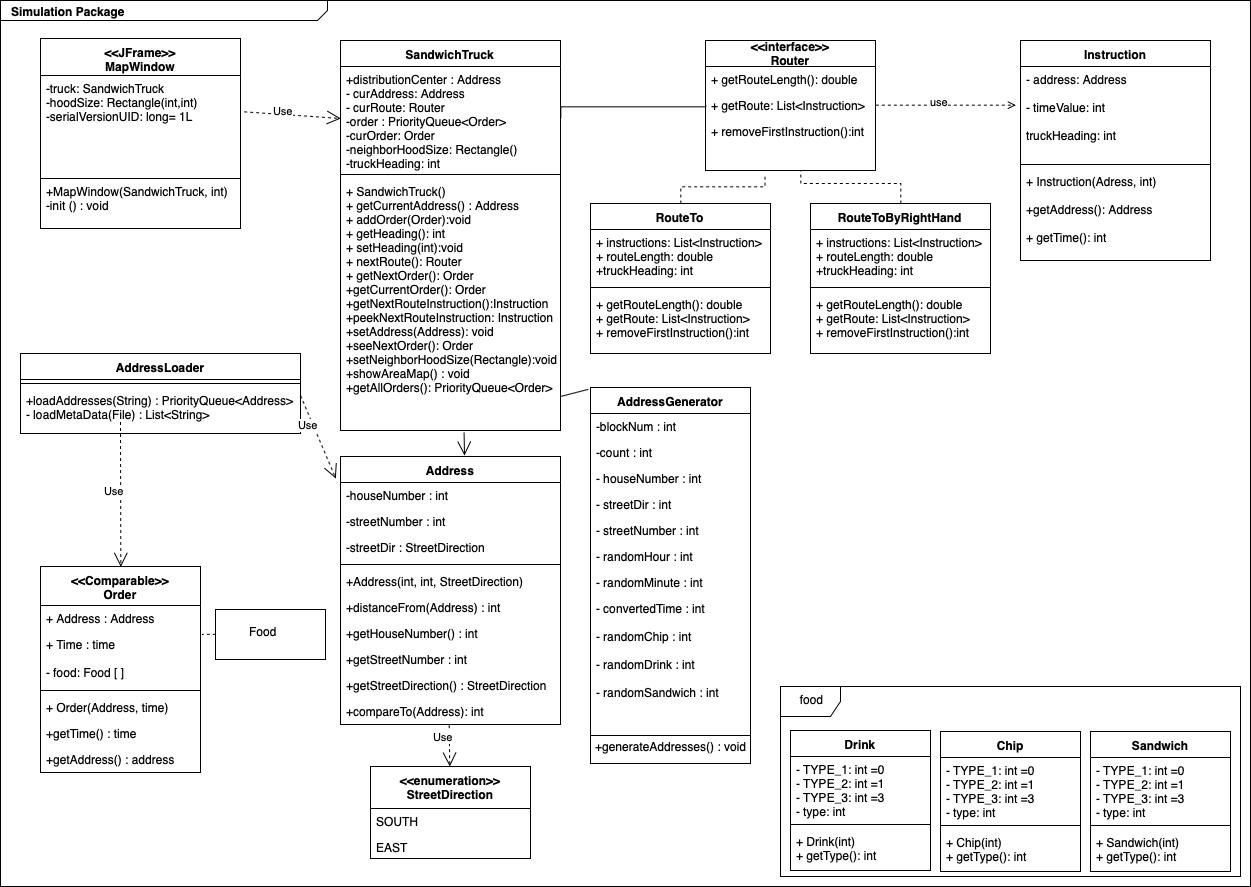 Simulation Package
<<JFrame>>
MapWindow
-truck: SandwichTruck
-hoodSize: Rectangle(int,int)
-serialVersionUID: long= 1L
+MapWindow(SandwichTruck, int)
-init () : void
Use
SandwichTruck
+distributionCenter : Address
- curAddress: Address
- curRoute: Router
-order : PriorityQueue<Order>
-curOrder: Order
-neighborHoodSize: Rectangle()
-truckHeading: int
+ SandwichTruck()
+ getCurrentAddress() : Address
+ addOrder(Order):void
+ getHeading(): int
+ setHeading(int):void
+ nextRoute(): Router
+ getNextOrder(): Order
+getCurrentOrder(): Order
+getNextRouteInstruction():Instruction
+peekNextRouteInstruction: Instruction
+setAddress(Address): void
+seeNextOrder(): Order
+setNeighborHoodSize(Rectangle):void
+showAreaMap() : void
+getAllOrders(): PriorityQueue<Order>
<<interface>>
Router
+ getRouteLength(): double
+ getRoute: List<Instruction>
+ removeFirstInstruction():int
use
Instruction
- address: Address
- timeValue: int
truckHeading: int
+ Instruction(Adress, int)
+getAddress(): Address
+ getTime(): int
RouteTo
+ instructions: List<Instruction>
+ routeLength: double
+truckHeading: int
+ getRouteLength(): double
+ getRoute: List<Instruction>
+ removeFirstInstruction():int
RouteToByRightHand
+ instructions: List<Instruction>
+ routeLength: double
+truckHeading: int
+ getRouteLength(): double
+ getRoute: List<Instruction>
+ removeFirstInstruction():int
AddressLoader
+loadAddresses(String) : PriorityQueue<Address>
- loadMetaData(File) : List<String>
Use
Use
Address
-houseNumber : int
-streetNumber : int
-streetDir : StreetDirection
+Address(int, int, StreetDirection)
+distanceFrom(Address) : int
+getHouseNumber() : int
+getStreetNumber : int
+getStreetDirection() : StreetDirection
+compareTo(Address): int
Use
AddressGenerator
-blockNum : int
-count : int
- houseNumber : int
- streetDir : int
- streetNumber : int
- randomHour : int
- randomMinute : int
- convertedTime : int
- randomChip : int
- randomDrink : int
- randomSandwich : int
+generateAddresses() : void
<<Comparable>>
Order
+ Address : Address
+ Time : time
- food: Food [ ]
+ Order(Address, time)
+getTime() : time
+getAddress() : address
Food
<<enumeration>>
StreetDirection
SOUTH
EAST
food
Drink
- TYPE_1: int =0
- TYPE_2: int =1
- TYPE_3: int =3
- type: int
+ Drink(int)
+ getType(): int
Chip
- TYPE_1: int =0
- TYPE_2: int =1
- TYPE_3: int =3
- type: int
+ Chip(int)
+ getType(): int
Sandwich
- TYPE_1: int =0
- TYPE_2: int =1
- TYPE_3: int =3
- type: int
+ Sandwich(int)
+ getType(): int